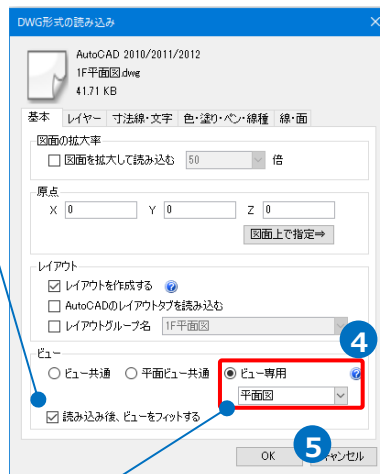 DWG形式の読み込み
AutoCAD 2010/2011/2012
1F平面図.dwg
41.71 KB
基本 レイヤー 寸法線・文字 色・塗り・ペン・線種 線・面
図面の拡大率
図面を拡大して読み込む 50 倍
原点
X 0 Y 0 Z 0
図面上で指定⇒
レイアウト
レイアウトを作成する ?
AutoCADのレイアウトタブを読み込む
レイアウトグループ名 1F平面図
4
ビュー
ビュー共通 平面ビュー共通 ビュー専用 ?
平面図
読み込み後、ビューをフィットする
OK 5 ャンセル